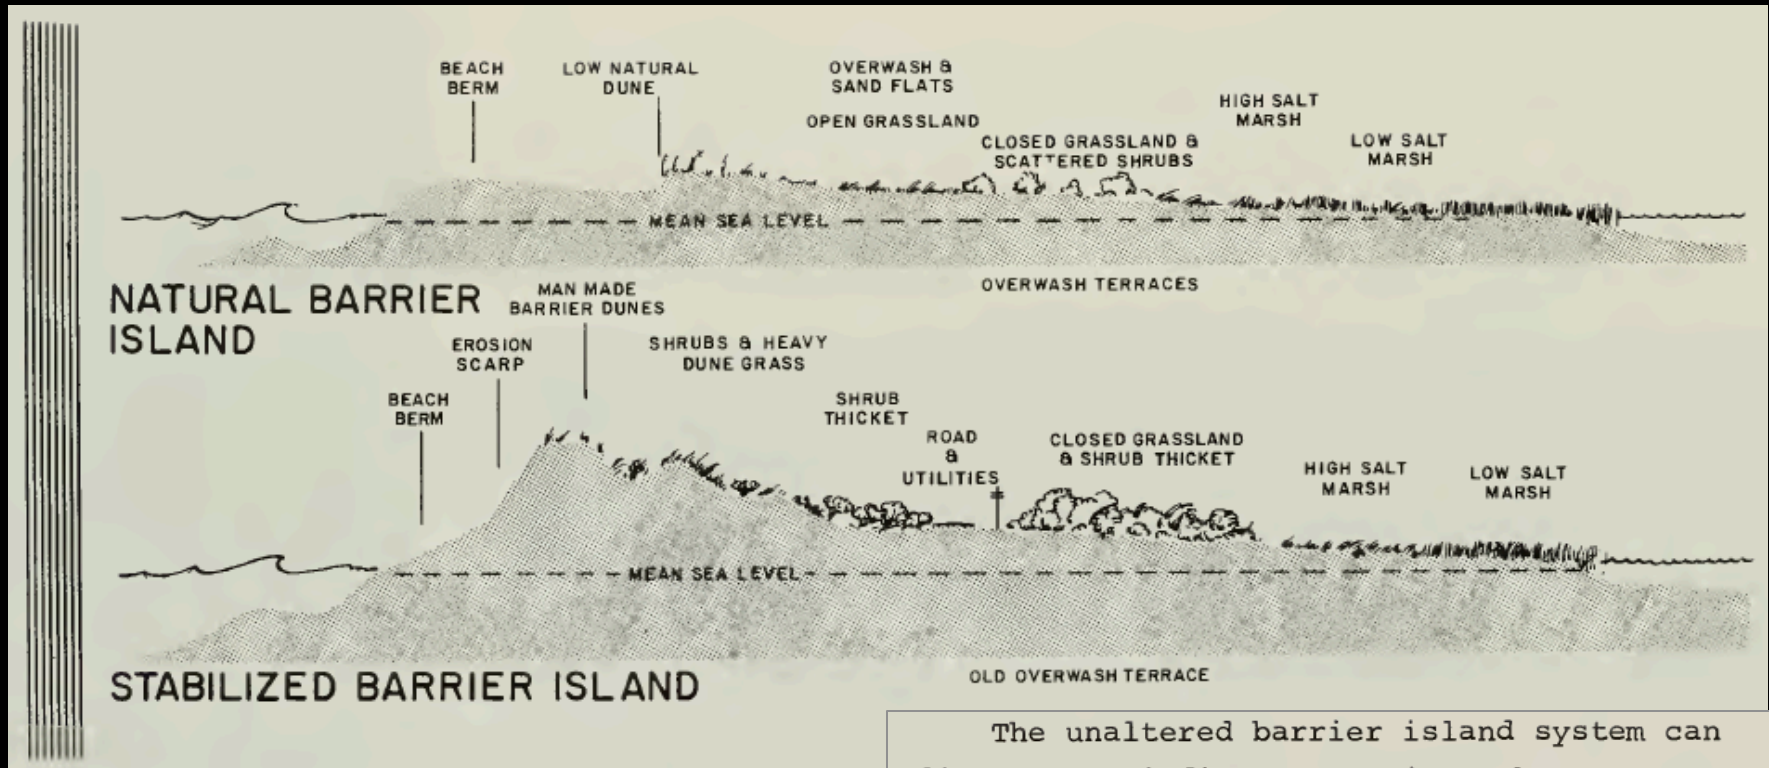 BEACH
BERM
LOW NATURAL
DUNE
OVERWASH &
SAND FLATS
OPEN GRASSLAND
CLOSED GRASSLAND &
SCATTERED SHRUBS
HIGH SALT
MARSH
LOW SALT
MARSH
MEAN SEA LEVEL
OVERWASH TERRACES
NATURAL BARRIER
ISLAND
MAN MADE
BARRIER DUNES
EROSION
SCARP
SHRUBS & HEAVY
DUNE GRASS
BEACH
BERM
SHRUB
THICKET
ROAD
&
UTILITIES
CLOSED GRASSLAND
& SHRUB THICKET
HIGH SALT
MARSH
LOW SALT
MARSH
MEAN SEA LEVEL
OLD OVERWASH TERRACE
STABILIZED BARRIER ISLAND
The unaltered barrier island system can